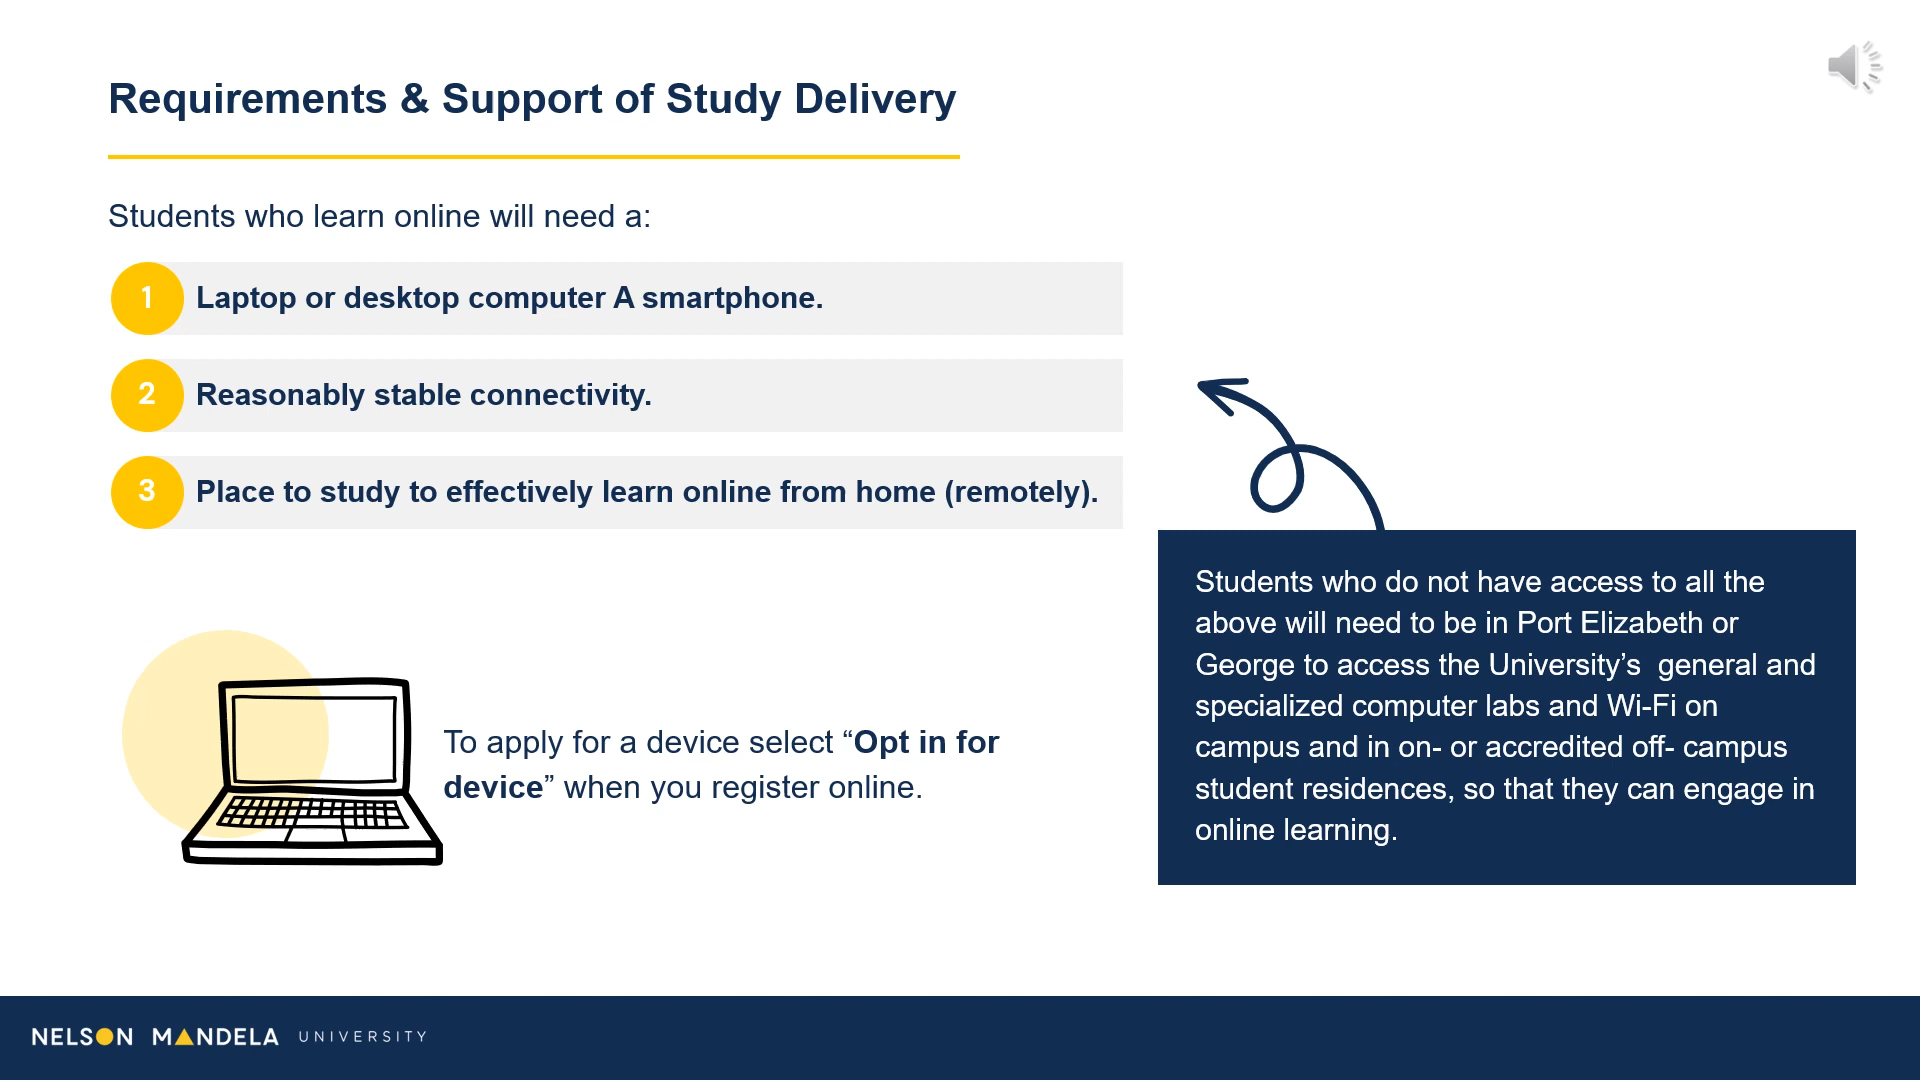 Requirements & Support of Study Delivery
Students who learn online will need a:
1 Laptop or desktop computer A smartphone.
2 Reasonably stable connectivity.
3 Place to study to effectively learn online from home (remotely).
To apply for a device select “Opt in for
device” when you register online.
Students who do not have access to all the
above will need to be in Port Elizabeth or
George to access the University’s  general and
specialized computer labs and Wi-Fi on
campus and in on- or accredited off- campus
student residences, so that they can engage in
online learning.
NELSON MANDELA UNIVERSITY